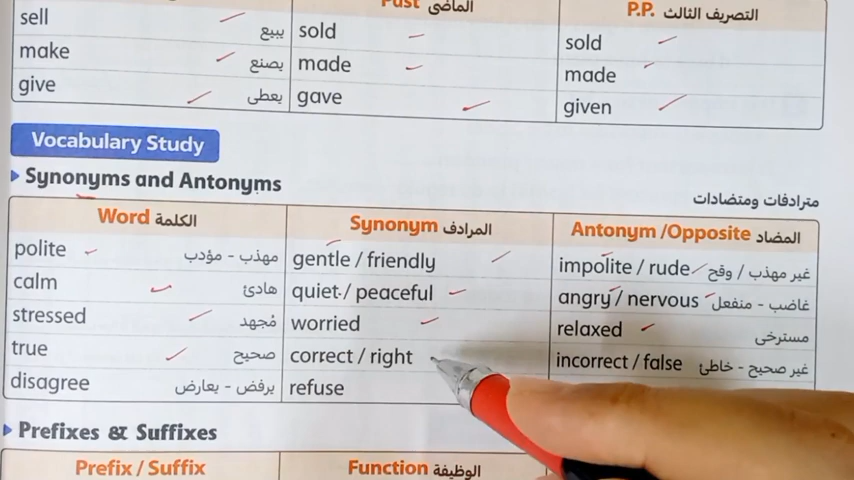 Past الماضى P.P. التصريف الثالث
sell يبيع sold sold
make يصنع made made
give يعطى gave given
Vocabulary Study
Synonyms and Antonyms مترادفات ومتضادات
Word الكلمة Synonym المرادف Antonym /Opposite المضاد
polite مهذب - مؤدب gentle / friendly impolite / rude غير مهذب / وقح
calm هادئ quiet / peaceful angry / nervous غاضب - منفعل
stressed مُجهد worried relaxed مسترخى
true صحيح correct / right incorrect / false غير صحيح - خاطئ
disagree يرفض - يعارض refuse
Prefixes & Suffixes
Prefix / Suffix Function الوظيفة